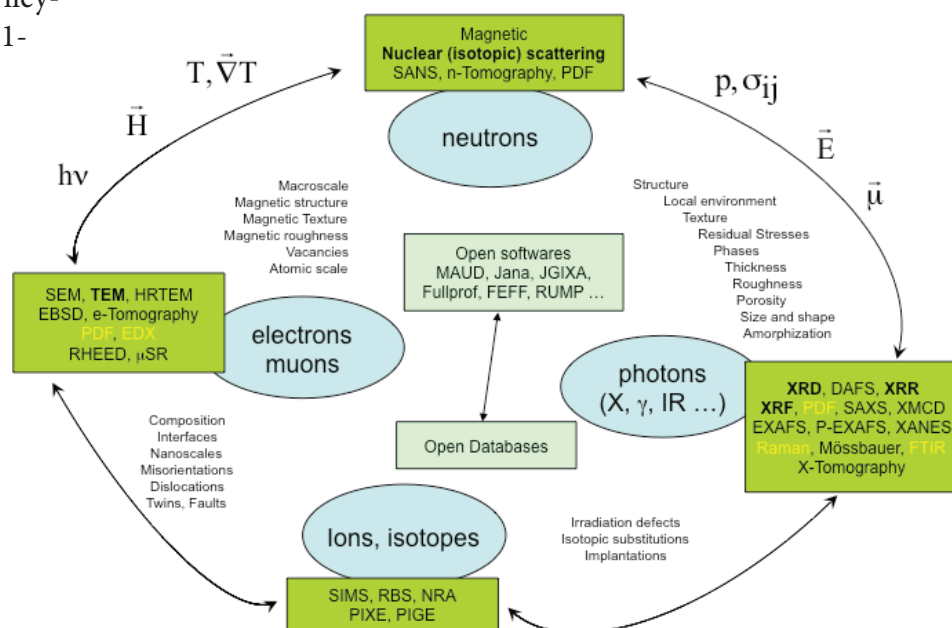 ney-
1-
Magnetic
Nuclear (isotopic) scattering
SANS, n-Tomography, PDF
neutrons
T, ∇⃗T
H⃗
hν
p, σij
E⃗
μ⃗
Macroscale
Magnetic structure
Magnetic Texture
Magnetic roughness
Vacancies
Atomic scale
Structure
Local environment
Texture
Residual Stresses
Phases
Thickness
Roughness
Porosity
Size and shape
Amorphization
Open softwares
MAUD, Jana, JGIXA,
Fullprof, FEFF, RUMP ...
SEM, TEM, HRTEM
EBSD, e-Tomography
PDF, EDX
RHEED, μSR
electrons
muons
photons
(X, γ, IR ...)
XRD, DAFS, XRR
XRF, PDF, SAXS, XMCD
EXAFS, P-EXAFS, XANES
Raman, Mössbauer, FTIR
X-Tomography
Open Databases
Composition
Interfaces
Nanoscales
Misorientations
Dislocations
Twins, Faults
Irradiation defects
Isotopic substitutions
Implantations
Ions, isotopes
SIMS, RBS, NRA
PIXE, PIGE